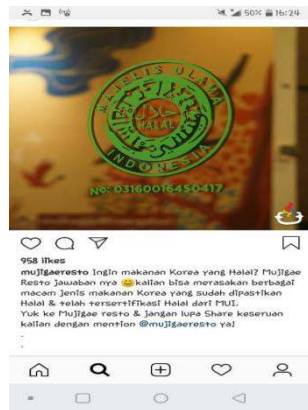 50% 16:24
MAJELIS ULAMA
حلال
HALAL
INDONESIA
No: 03160016450417
958 likes
mujigaeresto Ingin makanan Korea yang Halal? Mujigae
Resto jawaban nya 😊kalian bisa merasakan berbagai
macam jenis makanan Korea yang sudah dipastikan
Halal & telah tersertifikasi Halal dari MUI.
Yuk ke Mujigae resto & jangan lupa Share keseruan
kalian dengan mention @mujigaeresto ya!
.
.